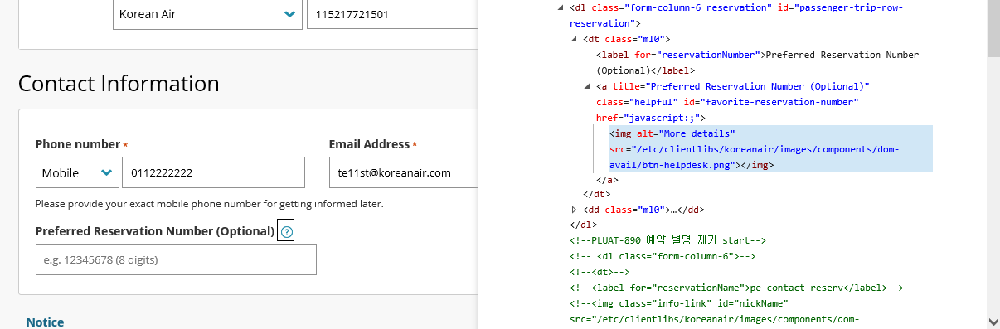 Korean Air
115217721501
Contact Information
Phone number *
Email Address *
Mobile
0112222222
te11st@koreanair.com
Please provide your exact mobile phone number for getting informed later.
Preferred Reservation Number (Optional) ?
e.g. 12345678 (8 digits)
Notice
<dl class="form-column-6 reservation" id="passenger-trip-row-
reservation">
<dt class="ml0">
<label for="reservationNumber">Preferred Reservation Number
(Optional)</label>
<a title="Preferred Reservation Number (Optional)"
class="helpful" id="favorite-reservation-number"
href="javascript:;">
<img alt="More details"
src="/etc/clientlibs/koreanair/images/components/dom-
avail/btn-helpdesk.png"></img>
</a>
</dt>
<dd class="ml0">…</dd>
</dl>
<!--PLUAT-890 예약 별명 제거 start-->
<!-- <dl class="form-column-6">-->
<!--<dt>-->
<!--<label for="reservationName">pe-contact-reserv</label>-->
<!--<img class="info-link" id="nickName"
src="/etc/clientlibs/koreanair/images/components/dom-